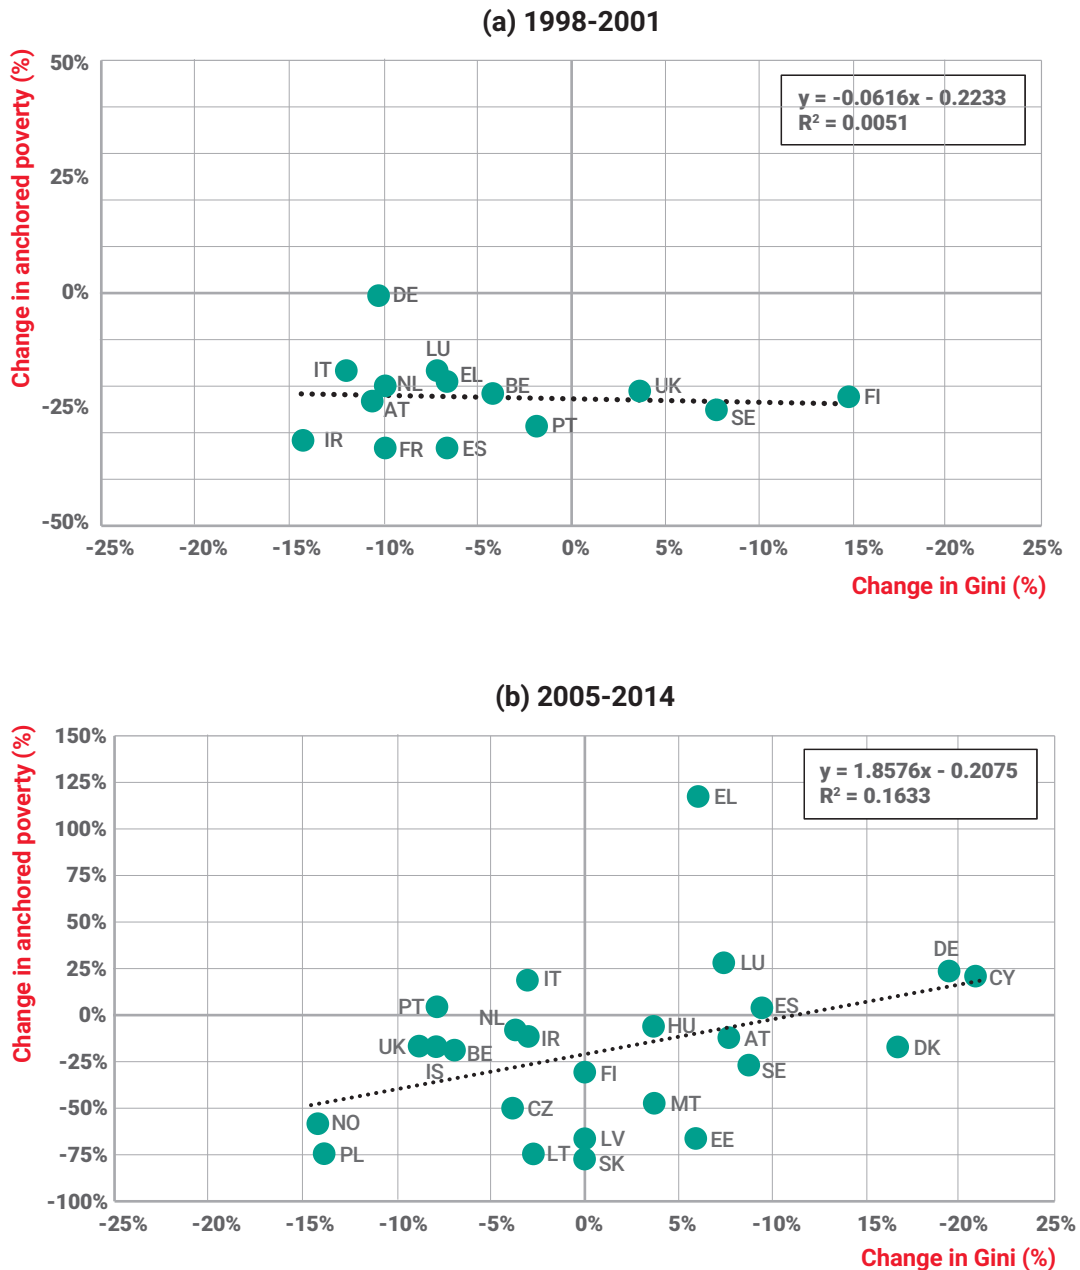 (a) 1998-2001
Change in anchored poverty (%)
50%
25%
0%
-25%
-50%
y = -0.0616x - 0.2233
R² = 0.0051
DE
IT
LU
NL
EL
BE
UK
FI
AT
SE
PT
IR
FR
ES
-25% -20% -15% -10% -5% 0% 5% -10% 15% -20% 25%
Change in Gini (%)
(b) 2005-2014
Change in anchored poverty (%)
150%
125%
100%
75%
50%
25%
0%
-25%
-50%
-75%
-100%
y = 1.8576x - 0.2075
R² = 0.1633
EL
DE
LU
CY
IT
PT
ES
NL
HU
IR
AT
UK
BE
DK
IS
FI
SE
CZ
MT
NO
LV
EE
PL
LT
SK
-25% -20% -15% -10% -5% 0% 5% -10% 15% -20% 25%
Change in Gini (%)